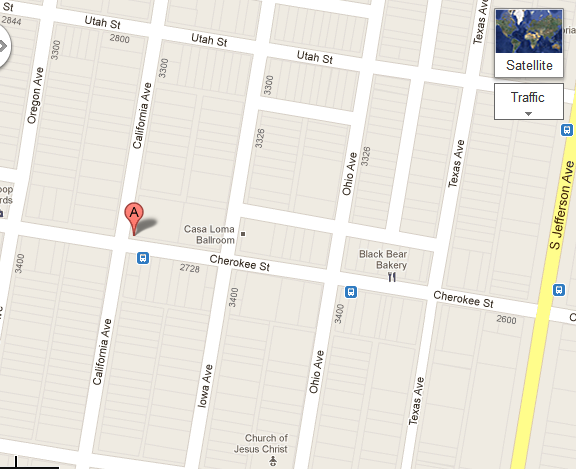 2844
Utah St
2800
Utah St
Utah St
Texas Ave
Satellite
Traffic
3300
Oregon Ave
California Ave
3300
3300
3326
Ohio Ave
3326
Texas Ave
S Jefferson Ave
A
Casa Loma
Ballroom
Black Bear
Bakery
Cherokee St
2728
Cherokee St
2600
3400
3400
3400
California Ave
Iowa Ave
Ohio Ave
Texas Ave
Church of
Jesus Christ